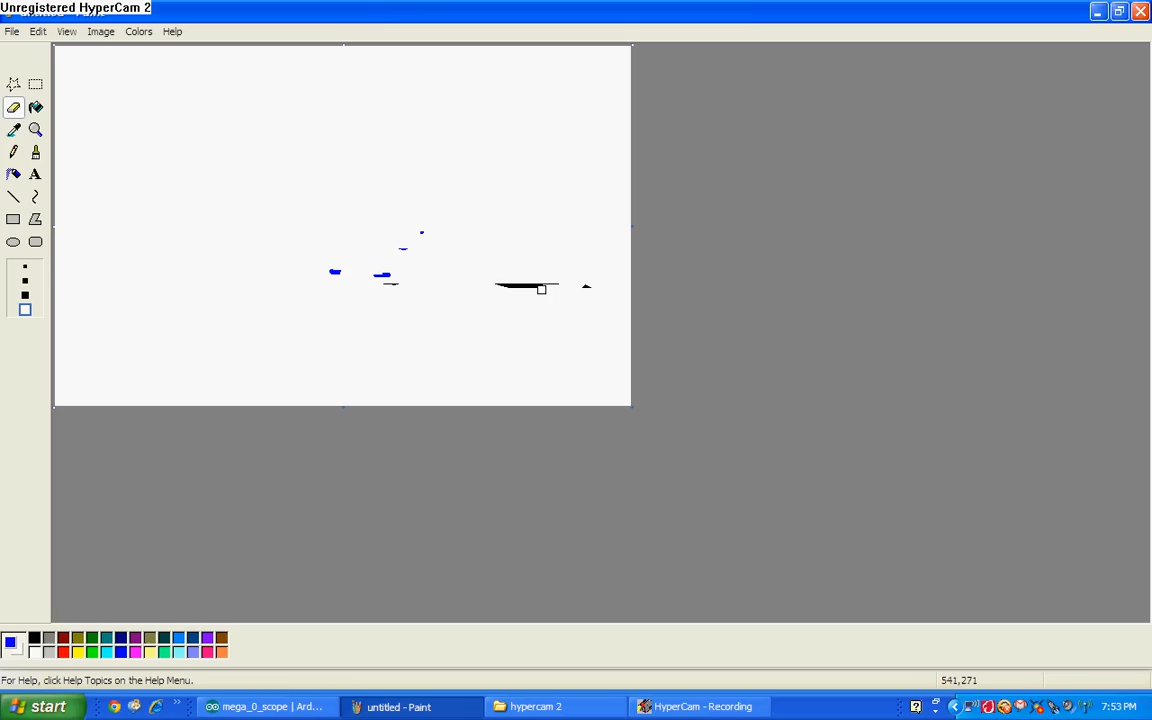 Unregistered HyperCam 2
File Edit View Image Colors Help
A
For Help, click Help Topics on the Help Menu.
541,271
start
mega_0_scope | Ard...
untitled - Paint
hypercam 2
HyperCam - Recording
7:53 PM